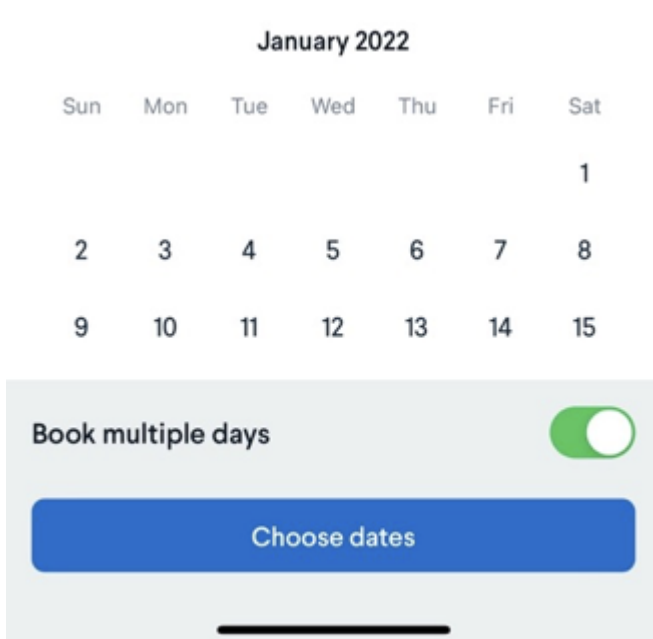 January 2022
Sun Mon Tue Wed Thu Fri Sat
1
2 3 4 5 6 7 8
9 10 11 12 13 14 15
Book multiple days
Choose dates